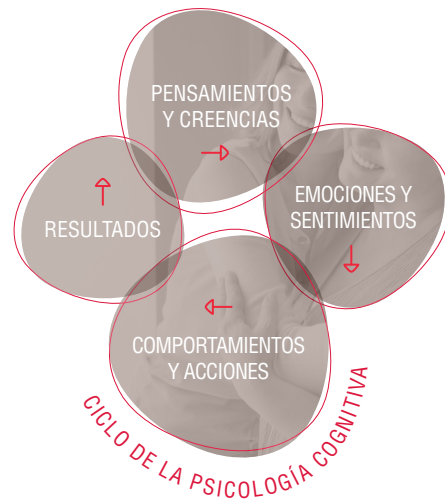 PENSAMIENTOS
Y CREENCIAS
EMOCIONES Y
SENTIMIENTOS
RESULTADOS
COMPORTAMIENTOS
Y ACCIONES
CICLO DE LA PSICOLOGÍA COGNITIVA